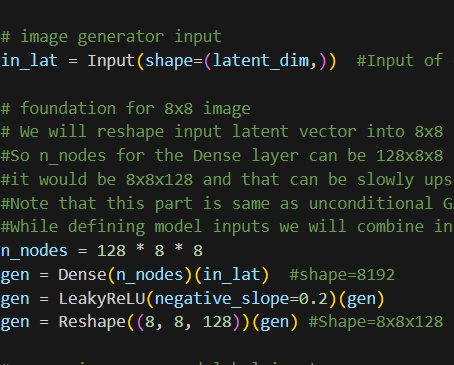 # image generator input
in_lat = Input(shape=(latent_dim,))  #Input of
# foundation for 8x8 image
# We will reshape input latent vector into 8x8
#So n_nodes for the Dense layer can be 128x8x8
#it would be 8x8x128 and that can be slowly ups
#Note that this part is same as unconditional G
#While defining model inputs we will combine in
n_nodes = 128 * 8 * 8
gen = Dense(n_nodes)(in_lat)  #shape=8192
gen = LeakyReLU(negative_slope=0.2)(gen)
gen = Reshape((8, 8, 128))(gen) #Shape=8x8x128